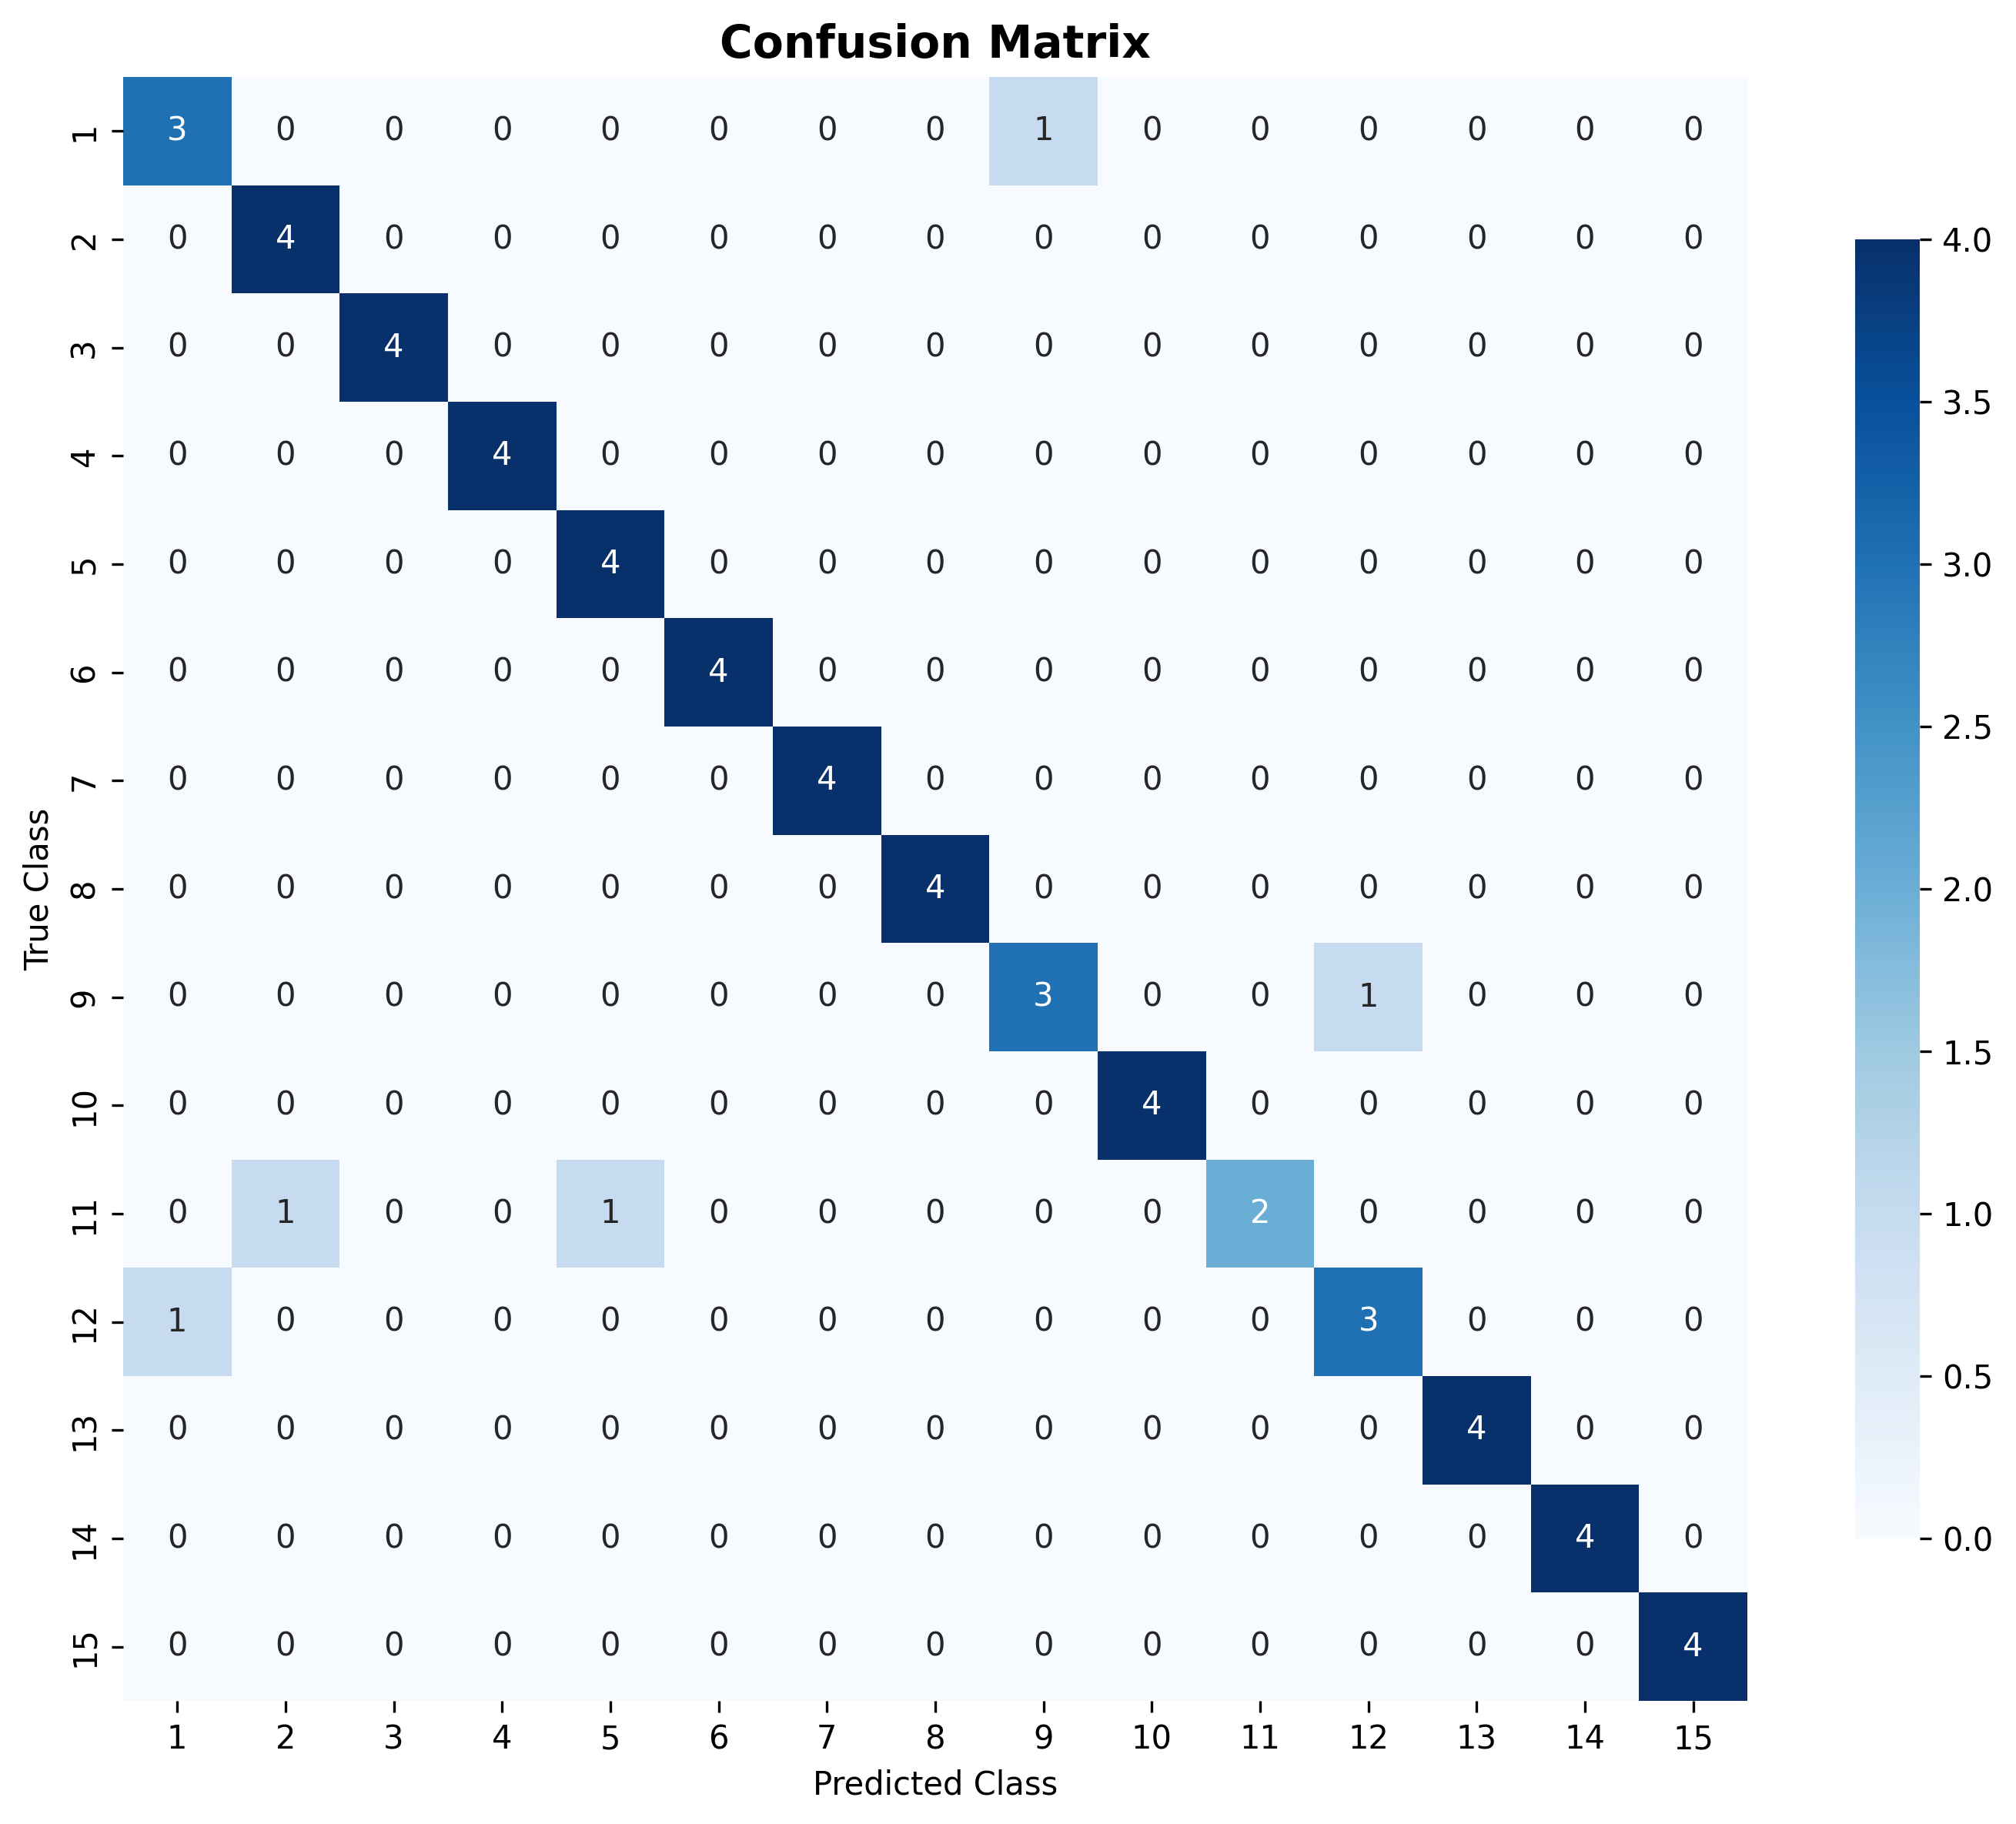 Confusion Matrix
1 3 0 0 0 0 0 0 0 1 0 0 0 0 0 0
2 0 4 0 0 0 0 0 0 0 0 0 0 0 0 0
3 0 0 4 0 0 0 0 0 0 0 0 0 0 0 0
4 0 0 0 4 0 0 0 0 0 0 0 0 0 0 0
5 0 0 0 0 4 0 0 0 0 0 0 0 0 0 0
6 0 0 0 0 0 4 0 0 0 0 0 0 0 0 0
7 0 0 0 0 0 0 4 0 0 0 0 0 0 0 0
8 0 0 0 0 0 0 0 4 0 0 0 0 0 0 0
9 0 0 0 0 0 0 0 0 3 0 0 1 0 0 0
10 0 0 0 0 0 0 0 0 0 4 0 0 0 0 0
11 0 1 0 0 1 0 0 0 0 0 2 0 0 0 0
12 1 0 0 0 0 0 0 0 0 0 0 3 0 0 0
13 0 0 0 0 0 0 0 0 0 0 0 0 4 0 0
14 0 0 0 0 0 0 0 0 0 0 0 0 0 4 0
15 0 0 0 0 0 0 0 0 0 0 0 0 0 0 4
1 2 3 4 5 6 7 8 9 10 11 12 13 14 15
Predicted Class
True Class
4.0
3.5
3.0
2.5
2.0
1.5
1.0
0.5
0.0